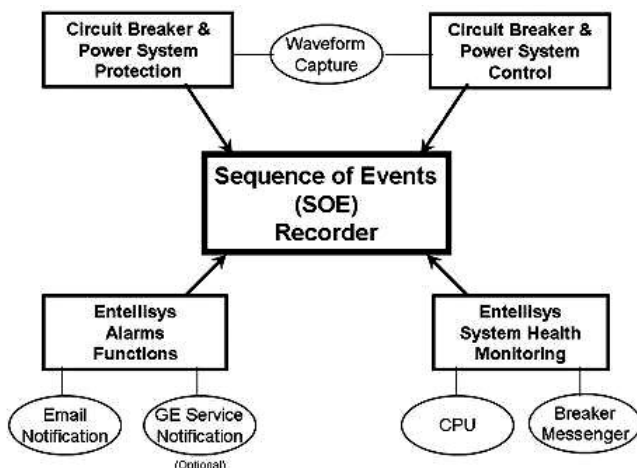 Circuit Breaker &
Power System
Protection
Waveform
Capture
Circuit Breaker &
Power System
Control
Sequence of Events
(SOE)
Recorder
Entellisys
Alarms
Functions
Entellisys
System Health
Monitoring
Email
Notification
GE Service
Notification
(Optional)
CPU
Breaker
Messenger